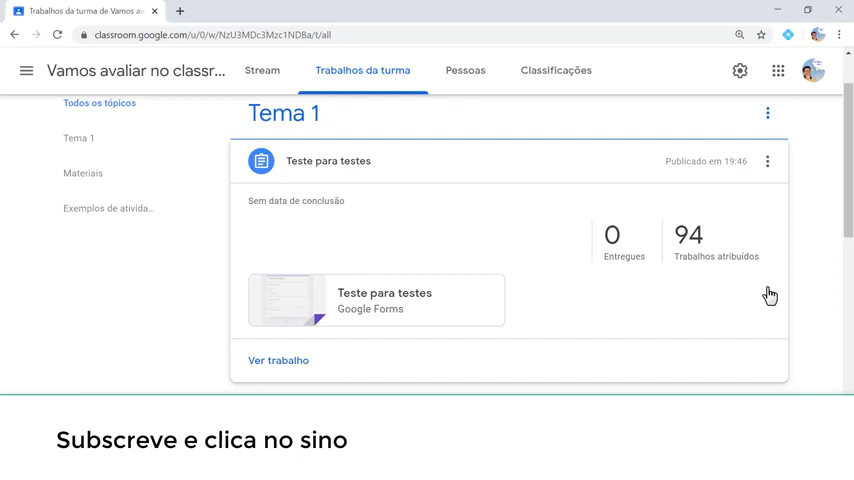 Trabalhos da turma de Vamos av
classroom.google.com/u/0/w/NzU3MDc3Mzc1NDBa/t/all
Vamos avaliar no classr...
Stream
Trabalhos da turma
Pessoas
Classificações
Todos os tópicos
Tema 1
Materiais
Exemplos de ativida...
Tema 1
Teste para testes
Publicado em 19:46
Sem data de conclusão
0
Entregues
94
Trabalhos atribuídos
Teste para testes
Google Forms
Ver trabalho
Subscreve e clica no sino